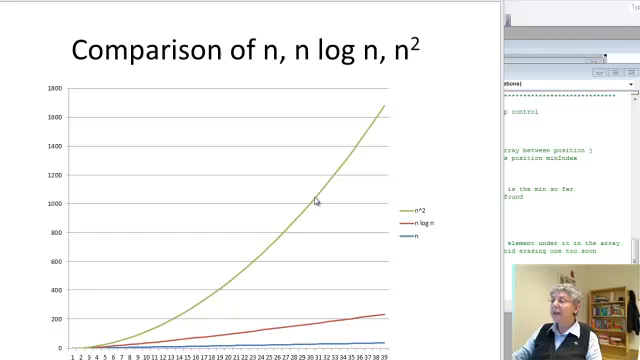 Comparison of n, n log n, n²
1800
1600
1400
1200
1000
800
600
400
200
0
1 2 3 4 5 6 7 8 9 10 11 12 13 14 15 16 17 18 19 20 21 22 23 24 25 26 27 28 29 30 31 32 33 34 35 36 37 38 39
n^2
n log n
n
Ty
ations)
******************************
p control
array between position j
s position minIndex
is the min so far
found
element under it in the array
oid erasing one too soon